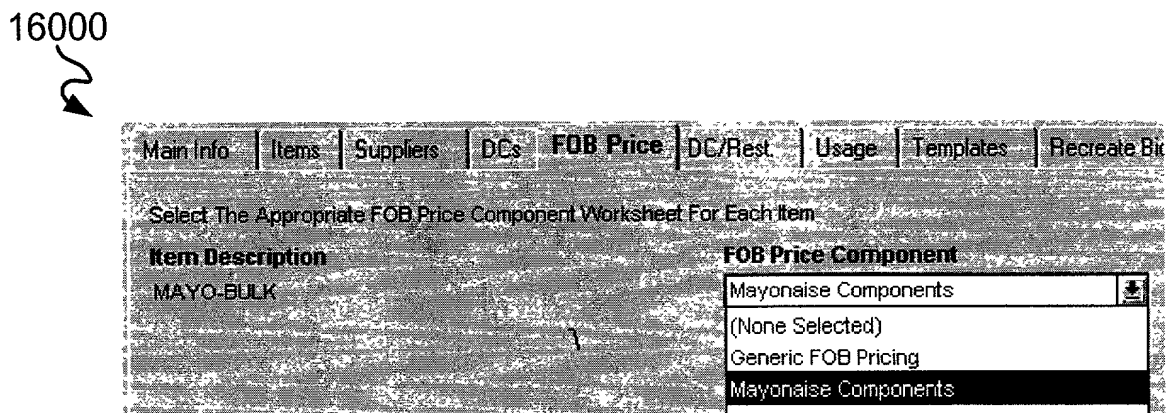 16000
Main Info Items Suppliers DCs FOB Price DC/Rest. Usage Templates Recreate Bic
Select The Appropriate FOB Price Component Worksheet For Each Item
Item Description FOB Price Component
MAYO-BULK Mayonaise Components
(None Selected)
Generic FOB Pricing
Mayonaise Components